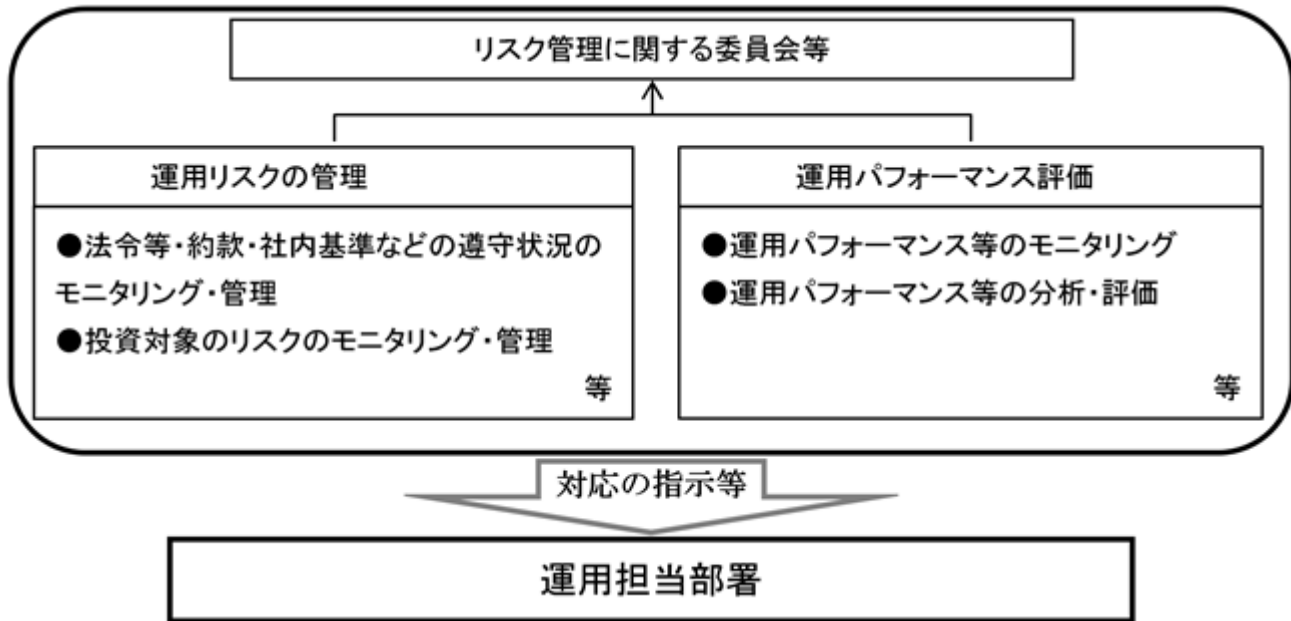 リスク管理に関する委員会等
運用リスクの管理
●法令等・約款・社内基準などの遵守状況の
モニタリング・管理
●投資対象のリスクのモニタリング・管理
等
運用パフォーマンス評価
●運用パフォーマンス等のモニタリング
●運用パフォーマンス等の分析・評価
等
対応の指示等
運用担当部署